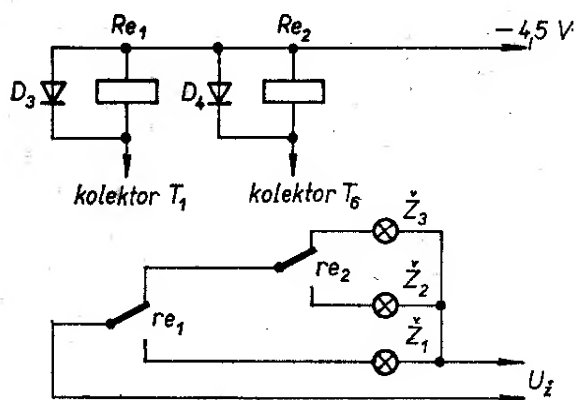 Re₁
Re₂
−4,5 V
D₃
D₄
kolektor T₁
kolektor T₆
Ž₃
re₂
Ž₂
re₁
Ž₁
Už